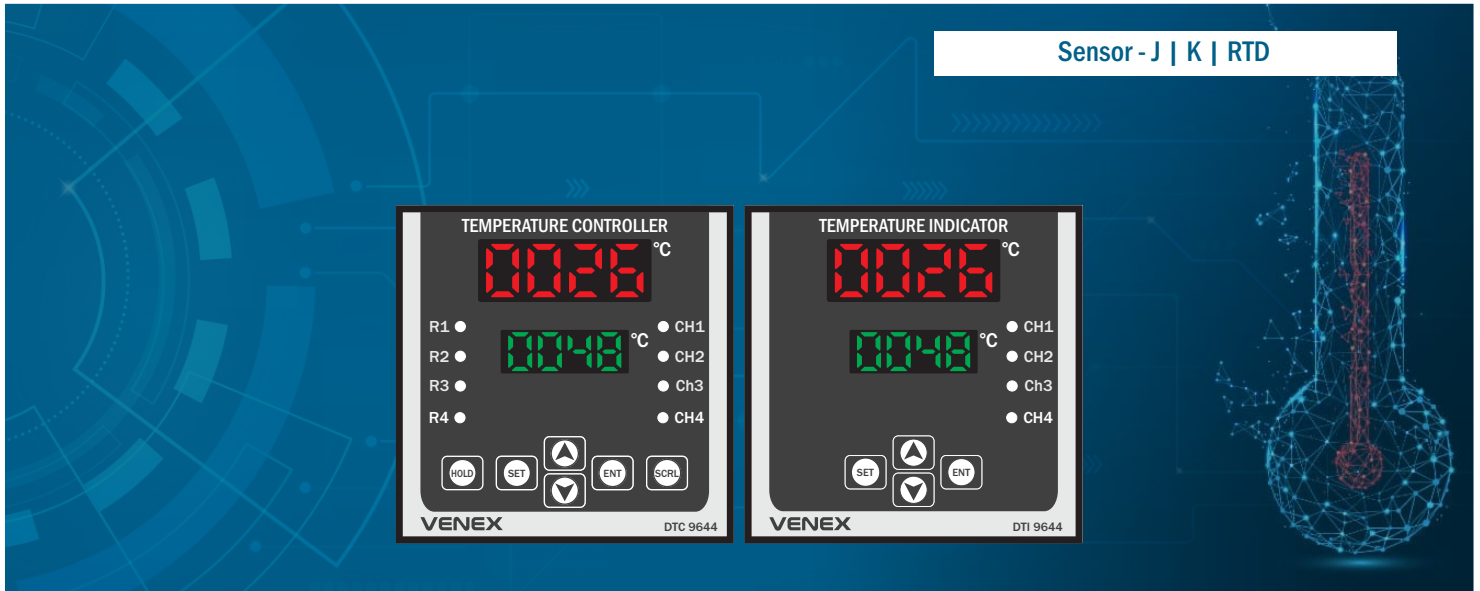 Sensor - J | K | RTD
TEMPERATURE CONTROLLER
0026 °C
R1 CH1
0048 °C
R2 CH2
R3 Ch3
R4 CH4
HOLD SET ENT SCRL
VENEX DTC 9644
TEMPERATURE INDICATOR
0026 °C
CH1
0048 °C
CH2
Ch3
CH4
SET ENT
VENEX DTI 9644